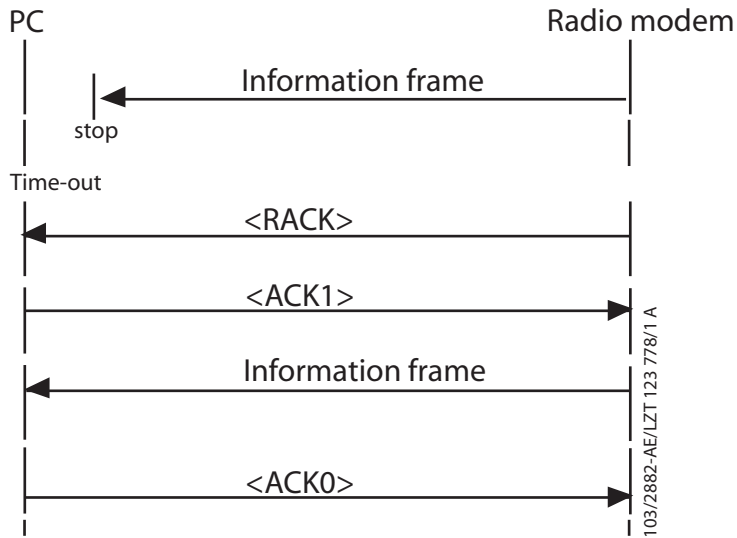 PC
Radio modem
Information frame
stop
Time-out
<RACK>
<ACK1>
Information frame
<ACK0>
103/2882-AE/LZT 123 778/1 A